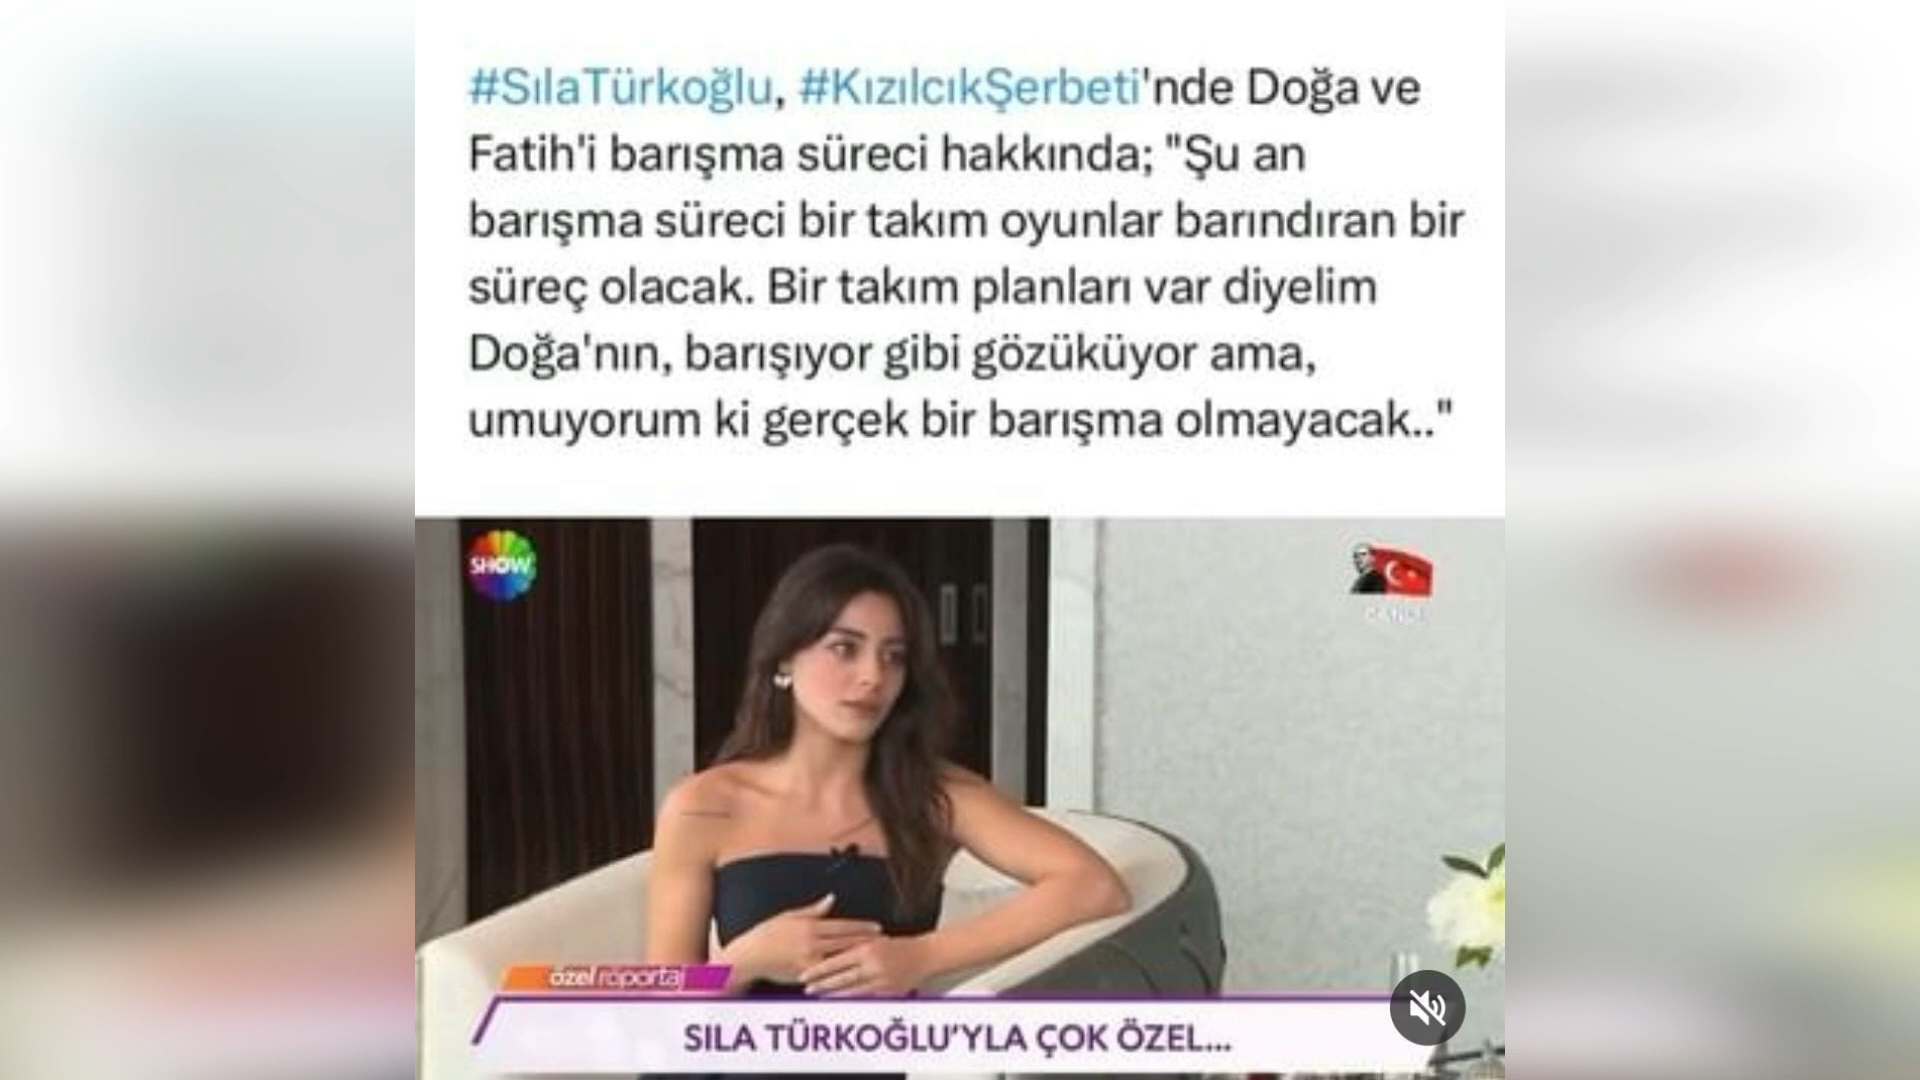 #SılaTürkoğlu, #KızılcıkŞerbeti'nde Doğa ve
Fatih'i barışma süreci hakkında; "Şu an
barışma süreci bir takım oyunlar barındıran bir
süreç olacak. Bir takım planları var diyelim
Doğa'nın, barışıyor gibi gözüküyor ama,
umuyorum ki gerçek bir barışma olmayacak.."
SHOW
özel röportaj
SILA TÜRKOĞLU'YLA ÇOK ÖZEL...